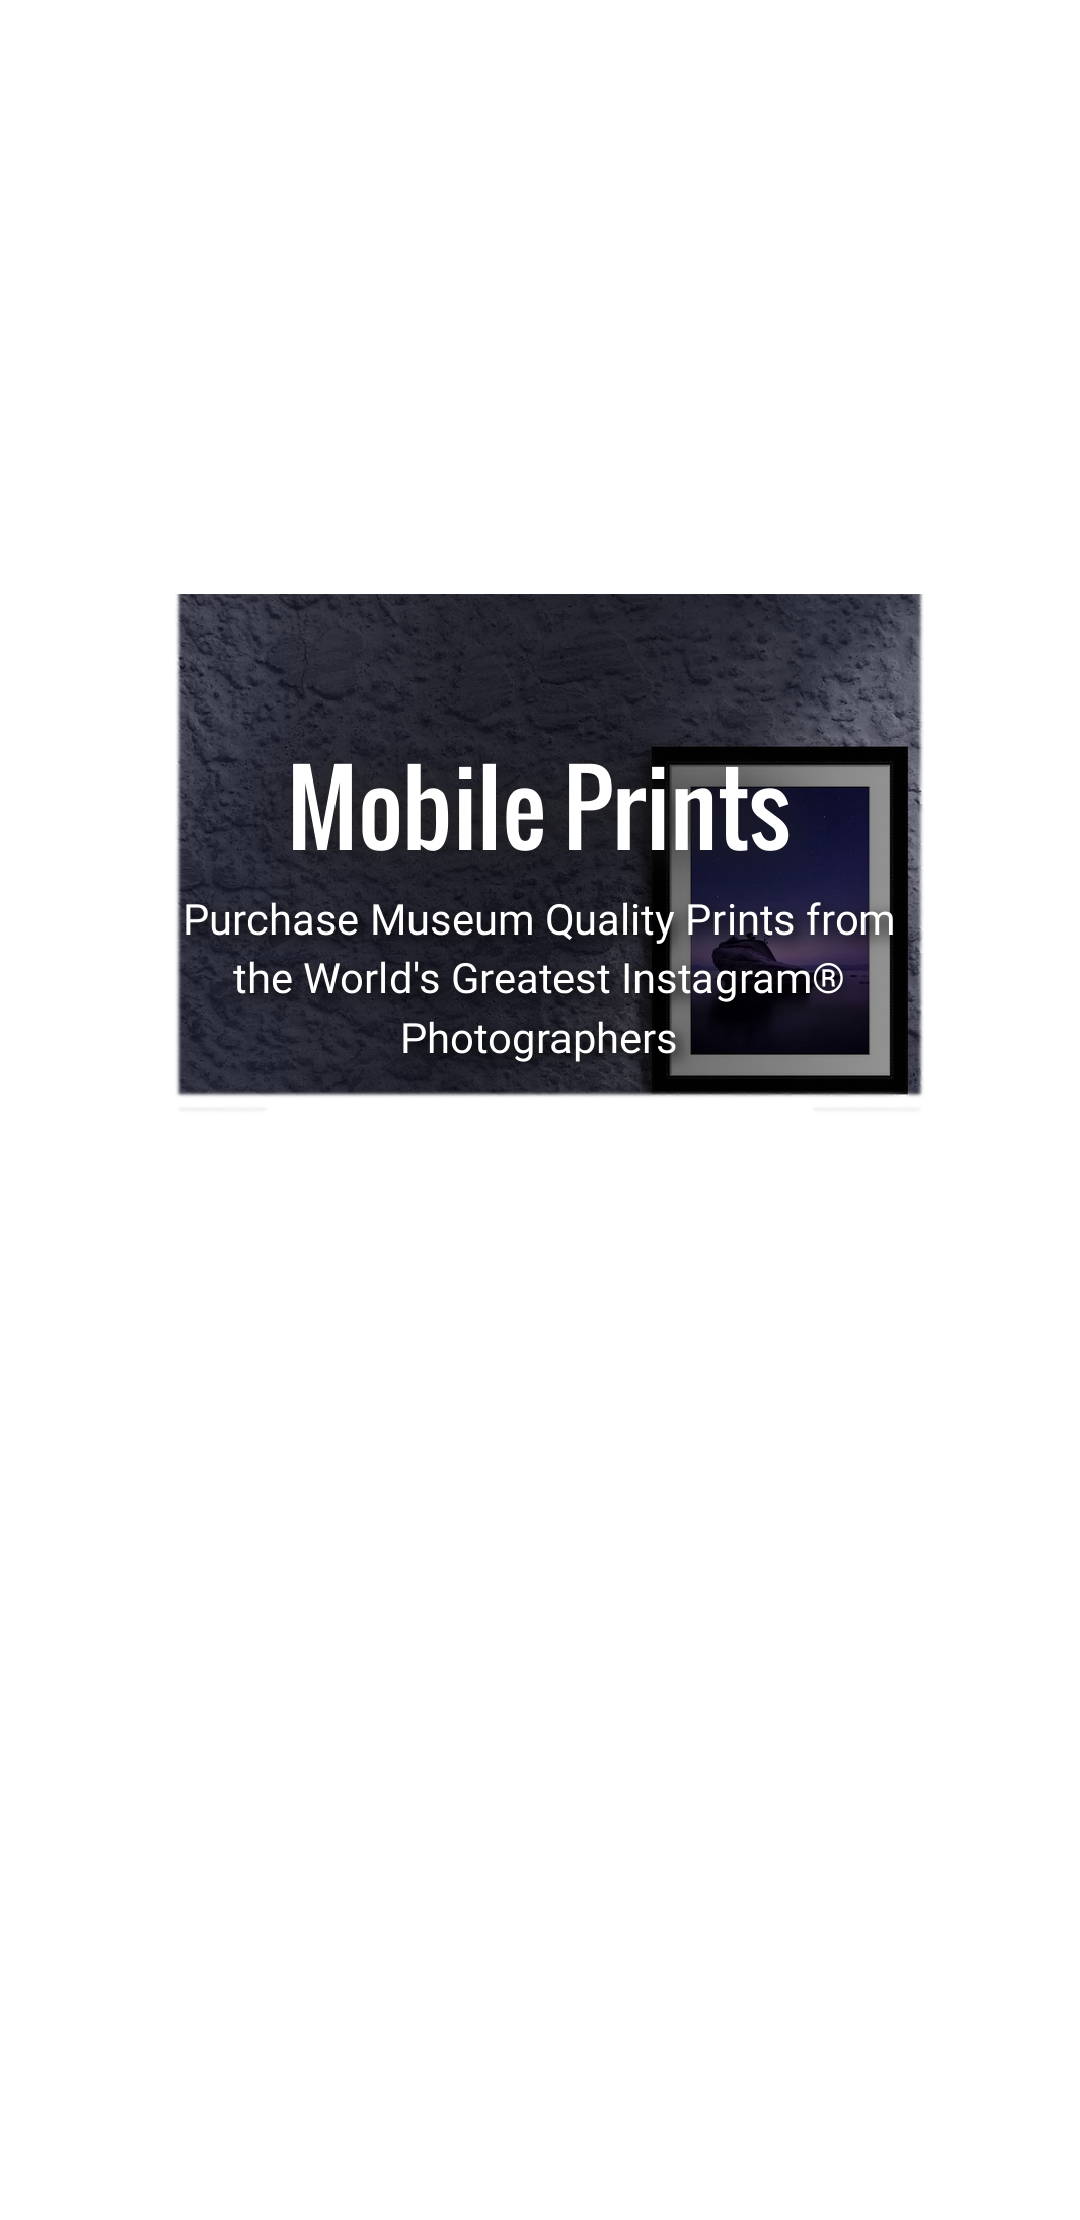 Mobile Prints
Purchase Museum Quality Prints from
the World's Greatest Instagram®
Photographers